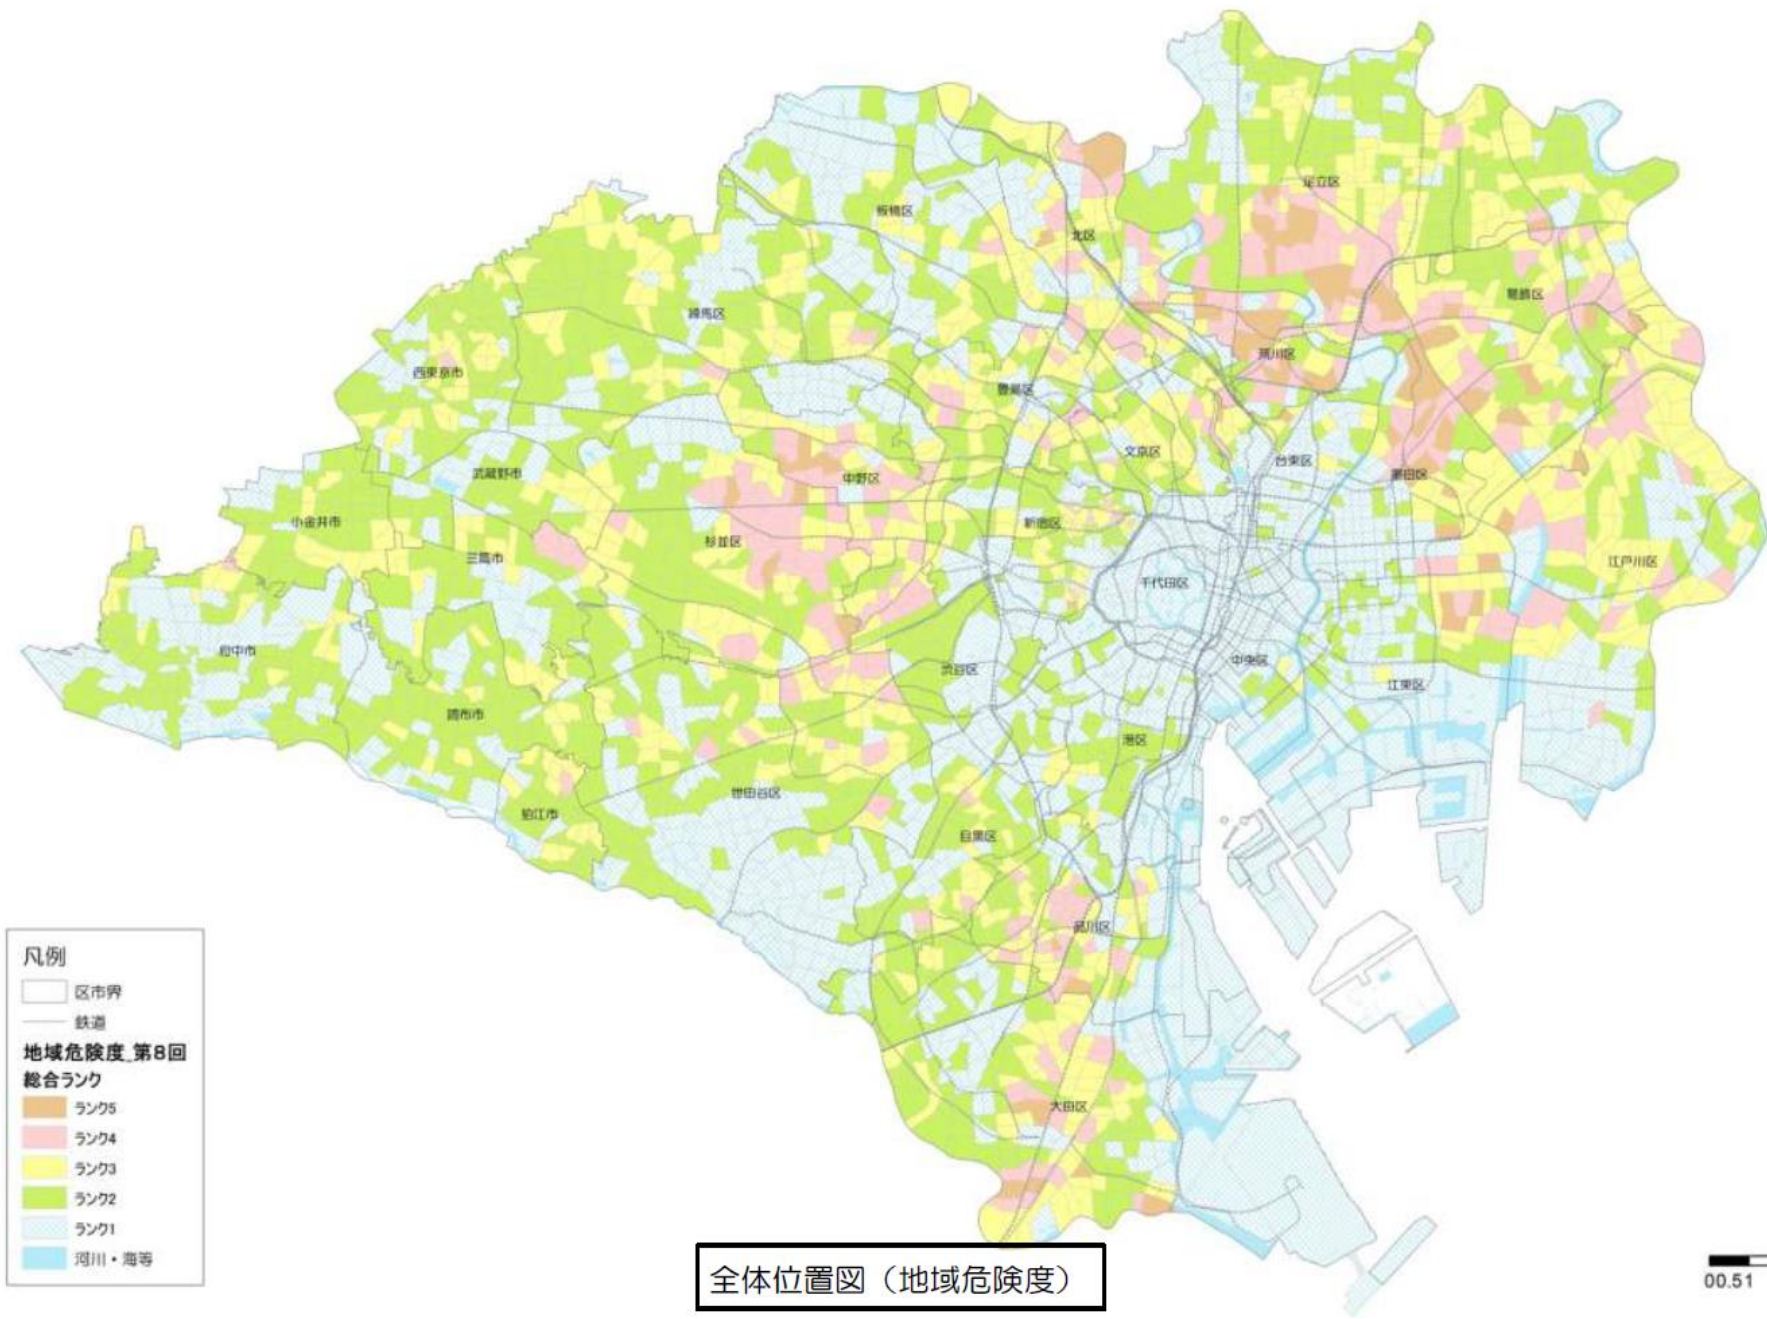 足立区
板橋区
北区
葛飾区
練馬区
荒川区
西東京市
豊島区
文京区
台東区
墨田区
武蔵野市
中野区
小金井市
新宿区
杉並区
三鷹市
江戸川区
千代田区
府中市
中央区
渋谷区
江東区
調布市
港区
世田谷区
狛江市
目黒区
品川区
大田区
凡例
区市界
鉄道
地域危険度_第8回
総合ランク
ランク5
ランク4
ランク3
ランク2
ランク1
河川・海等
全体位置図（地域危険度）
00.51